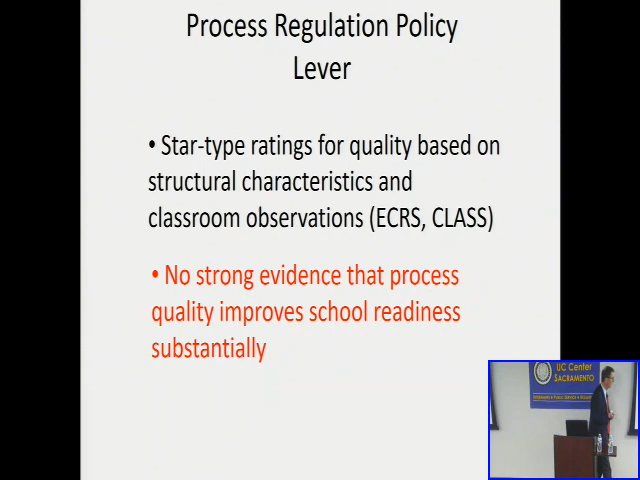 Process Regulation Policy
Lever
• Star-type ratings for quality based on
structural characteristics and
classroom observations (ECRS, CLASS)
• No strong evidence that process
quality improves school readiness
substantially
UC Center
SACRAMENTO